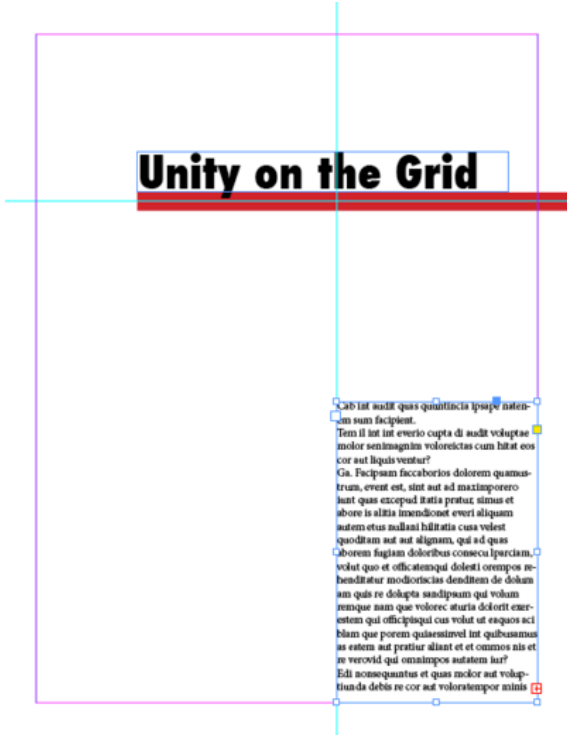 Unity on the Grid
Cab int audit quas quuntincia ipsape naten-
em sum facipient.
Tem il int int everio cupta di audit voluptae
molor senimagnim voloreictas cum hitat eos
cor aut liquis ventur?
Ga. Facipsam faccaborios dolorem quamus-
trum, event est, sint aut ad maximporero
iunt quas excepud itatia pratur, simus et
abore is alitia imendionet everi aliquam
autem etus nullani hilitatia cusa velest
quoditam aut aut alignam, qui ad quas
aborem fugiam doloribus consecu lparciam,
volut quo et officatemqui dolesti orempos re-
henditatur modioriscias denditem de dolum
am quis re dolupta sandipsum qui volum
remque nam que volorec aturia dolorit exer-
estem qui officipisqui cus volut ut eaquos aci
blam que porem quiaessinvel int quibusamus
as eatem aut pratiur aliant et et ommos nis et
re verovid qui omnimpos autatem iur?
Edi nonsequuntus et quas molor aut volup-
tiunda debis re cor aut voloratempor minis